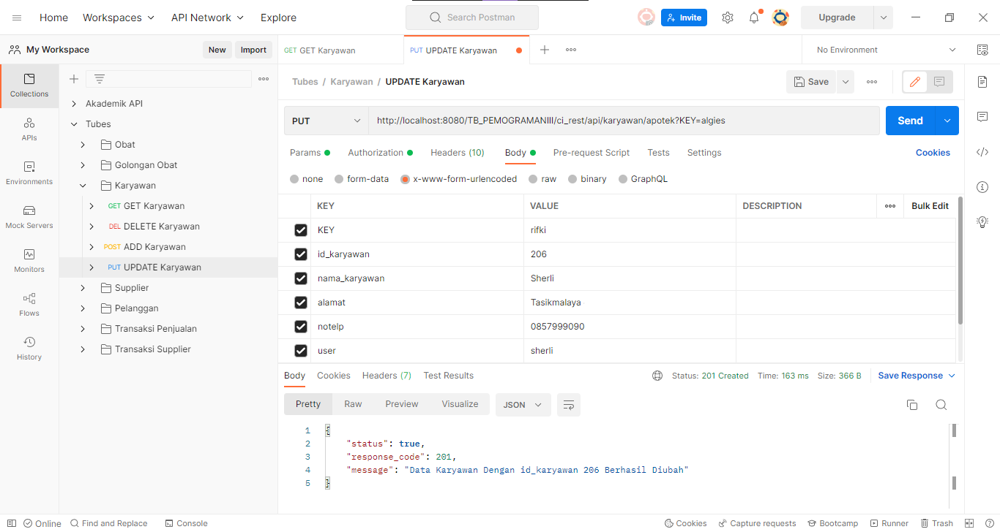 Home Workspaces API Network Explore Search Postman Invite Upgrade
My Workspace New Import GET GET Karyawan PUT UPDATE Karyawan No Environment
Collections
APIs
Environments
Mock Servers
Monitors
Flows
History
Akademik API
Tubes
Obat
Golongan Obat
Karyawan
GET GET Karyawan
DEL DELETE Karyawan
POST ADD Karyawan
PUT UPDATE Karyawan
Supplier
Pelanggan
Transaksi Penjualan
Transaksi Supplier
Tubes / Karyawan / UPDATE Karyawan Save
PUT http://localhost:8080/TB_PEMOGRAMANIII/ci_rest/api/karyawan/apotek?KEY=algies Send
Params Authorization Headers (10) Body Pre-request Script Tests Settings Cookies
none form-data x-www-form-urlencoded raw binary GraphQL
KEY VALUE DESCRIPTION Bulk Edit
KEY rifki
id_karyawan 206
nama_karyawan Sherli
alamat Tasikmalaya
notelp 0857999090
user sherli
Body Cookies Headers (7) Test Results Status: 201 Created Time: 163 ms Size: 366 B Save Response
Pretty Raw Preview Visualize JSON
1 {
2 "status": true,
3 "response_code": 201,
4 "message": "Data Karyawan Dengan id_karyawan 206 Berhasil Diubah"
5 }
Online Find and Replace Console Cookies Capture requests Bootcamp Runner Trash